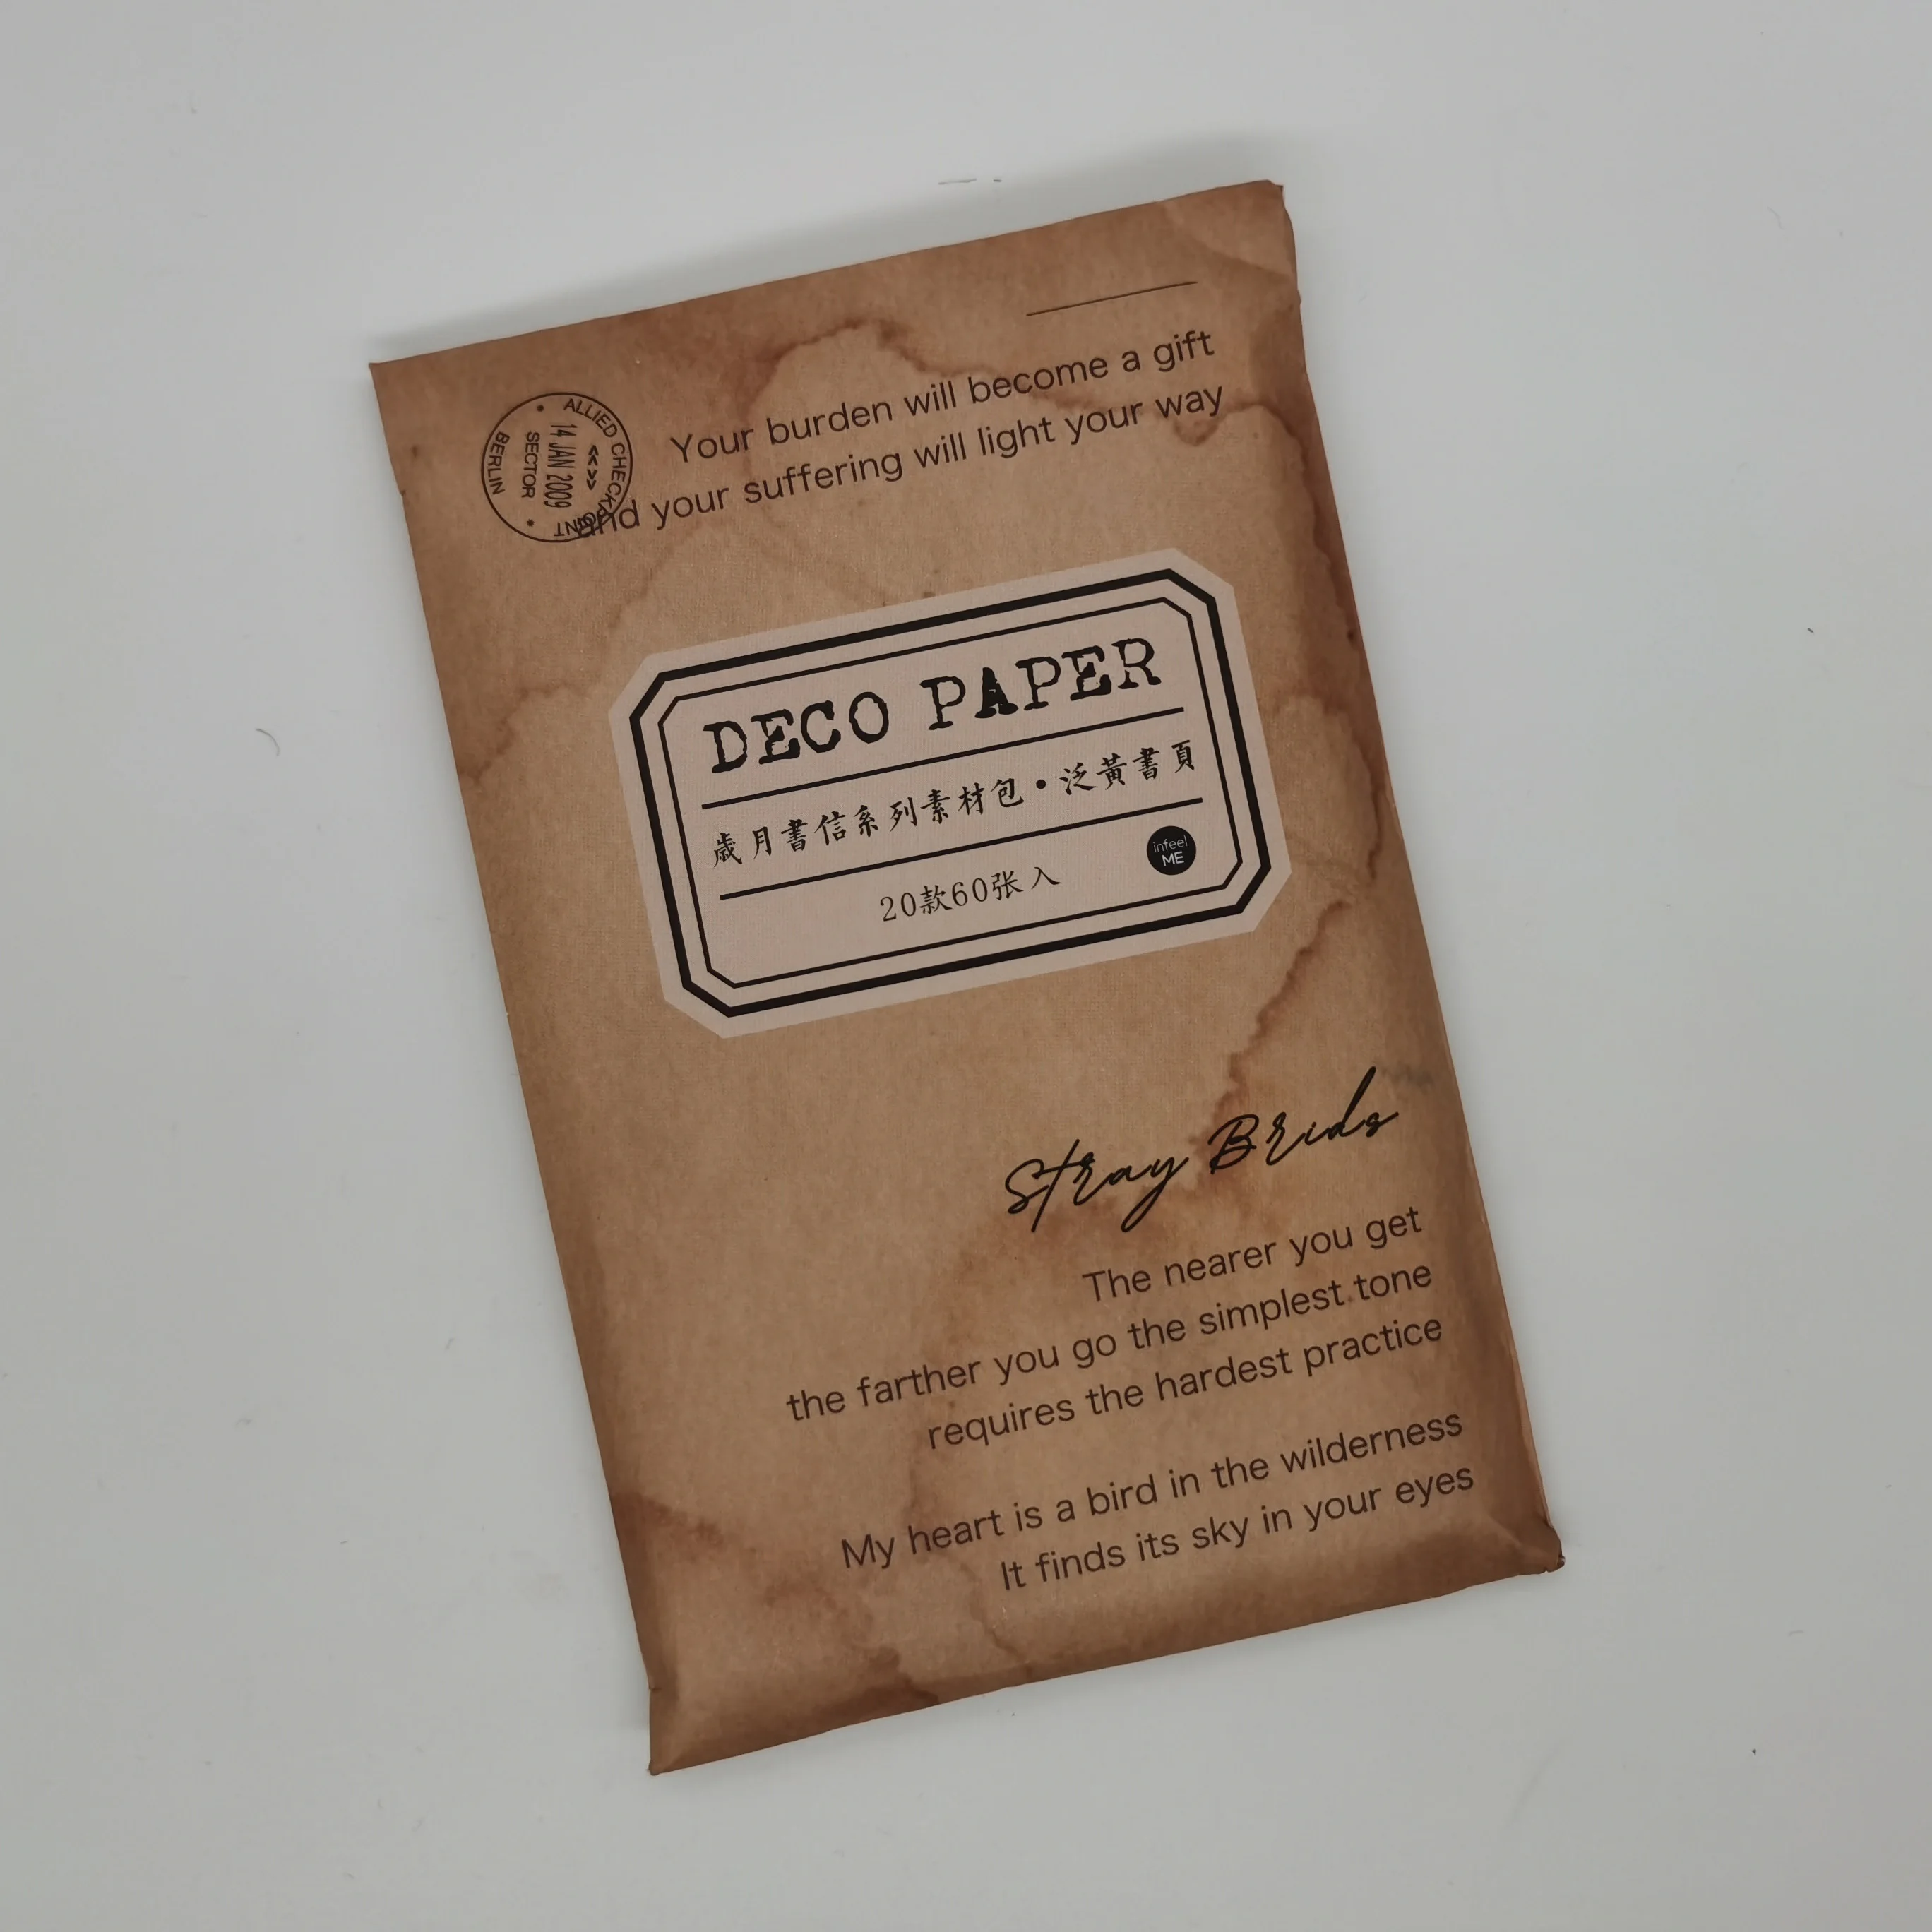 Your burden will become a gift
and your suffering will light your way
ALLIED CHECKPOINT
14 JAN 2009
SECTOR
BERLIN
DECO PAPER
歲月書信系列素材包•泛黃書頁
20款60张入
infeel
ME
Stray Brids
The nearer you get
the farther you go the simplest tone
requires the hardest practice
My heart is a bird in the wilderness
It finds its sky in your eyes